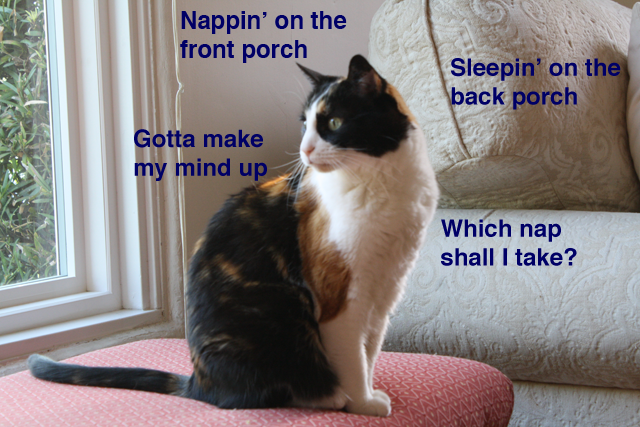 Nappin’ on the
front porch
Sleepin’ on the
back porch
Gotta make
my mind up
Which nap
shall I take?